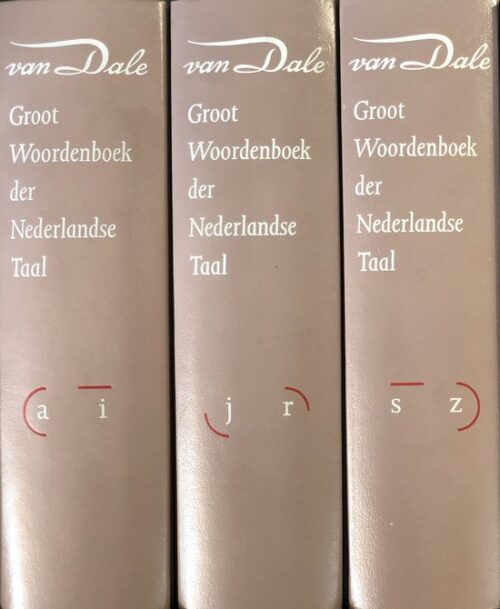 van Dale
Groot
Woordenboek
der
Nederlandse
Taal
a i
van Dale
Groot
Woordenboek
der
Nederlandse
Taal
j r
van Dale
Groot
Woordenboek
der
Nederlandse
Taal
s z